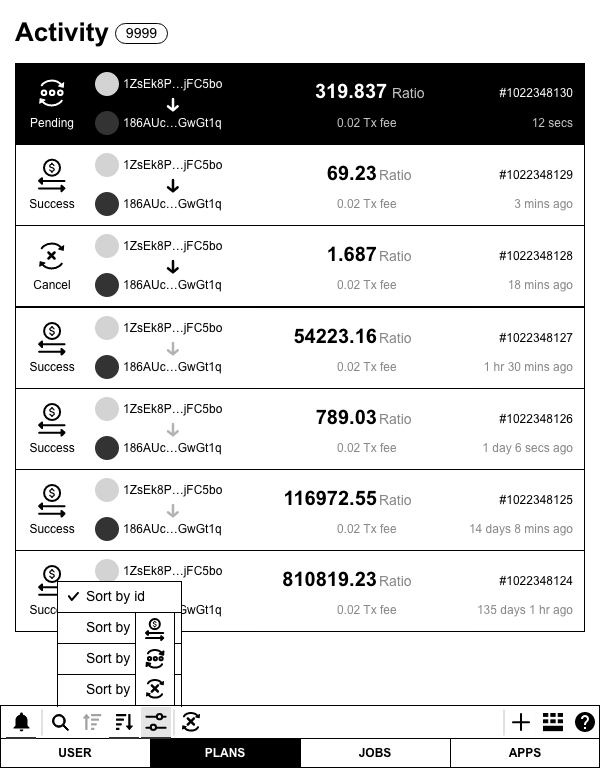 Activity 9999
1ZsEk8P…jFC5bo
319.837 Ratio
#1022348130
Pending
186AUc…GwGt1q
0.02 Tx fee
12 secs
1ZsEk8P…jFC5bo
69.23 Ratio
#1022348129
Success
186AUc…GwGt1q
0.02 Tx fee
3 mins ago
1ZsEk8P…jFC5bo
1.687 Ratio
#1022348128
Cancel
186AUc…GwGt1q
0.02 Tx fee
18 mins ago
1ZsEk8P…jFC5bo
54223.16 Ratio
#1022348127
Success
186AUc…GwGt1q
0.02 Tx fee
1 hr 30 mins ago
1ZsEk8P…jFC5bo
789.03 Ratio
#1022348126
Success
186AUc…GwGt1q
0.02 Tx fee
1 day 6 secs ago
1ZsEk8P…jFC5bo
116972.55 Ratio
#1022348125
Success
186AUc…GwGt1q
0.02 Tx fee
14 days 8 mins ago
1ZsEk8P…jFC5bo
810819.23 Ratio
#1022348124
GwGt1q
0.02 Tx fee
135 days 1 hr ago
Sort by id
Sort by
Sort by
Sort by
USER
PLANS
JOBS
APPS